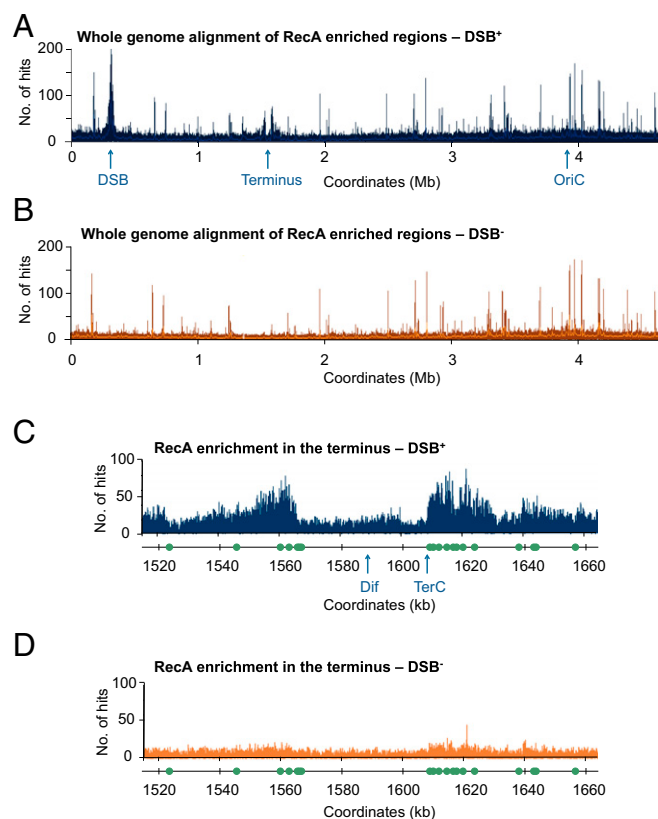 A
Whole genome alignment of RecA enriched regions – DSB⁺
No. of hits
200
100
0
0 1 2 3 4
DSB Terminus Coordinates (Mb) OriC
B
Whole genome alignment of RecA enriched regions – DSB⁻
No. of hits
200
100
0
0 1 2 3 4
Coordinates (Mb)
C
RecA enrichment in the terminus – DSB⁺
No. of hits
100
50
0
1520 1540 1560 1580 1600 1620 1640 1660
Dif TerC
Coordinates (kb)
D
RecA enrichment in the terminus – DSB⁻
No. of hits
100
50
0
1520 1540 1560 1580 1600 1620 1640 1660
Coordinates (kb)